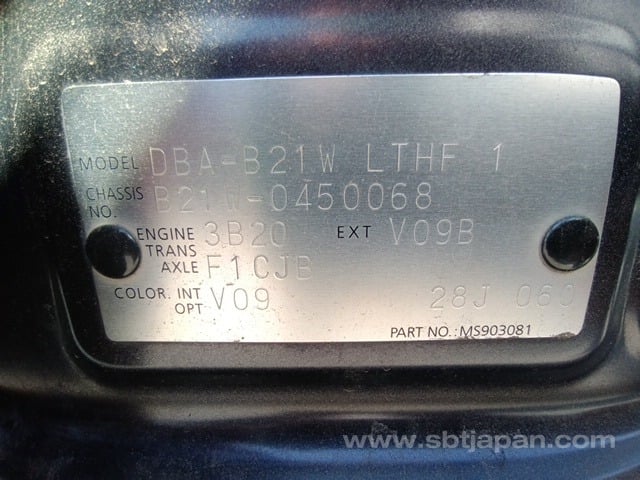 MODEL DBA-B21W LTHF 1
CHASSIS NO. B21W-0450068
ENGINE 3B20 EXT V09B
TRANS AXLE F1CJB
COLOR. INT OPT V09 28J 060
PART NO.: MS903081
www.sbtjapan.com